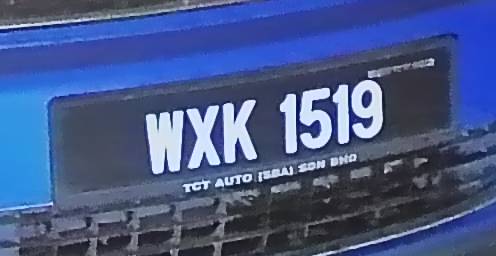 WXK 1519
TCT AUTO (SBA) SDN BHD